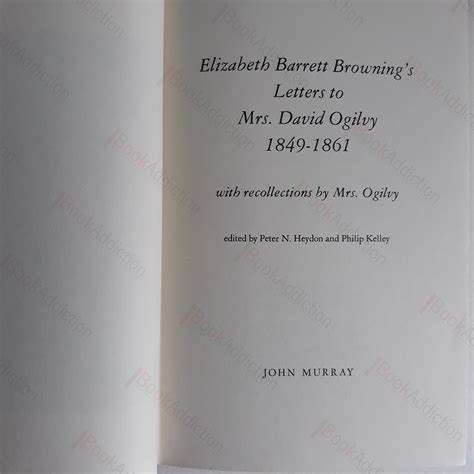 Elizabeth Barrett Browning's
Letters to
Mrs. David Ogilvy
1849-1861
with recollections by Mrs. Ogilvy
edited by Peter N. Heydon and Philip Kelley
JOHN MURRAY
BookAddiction